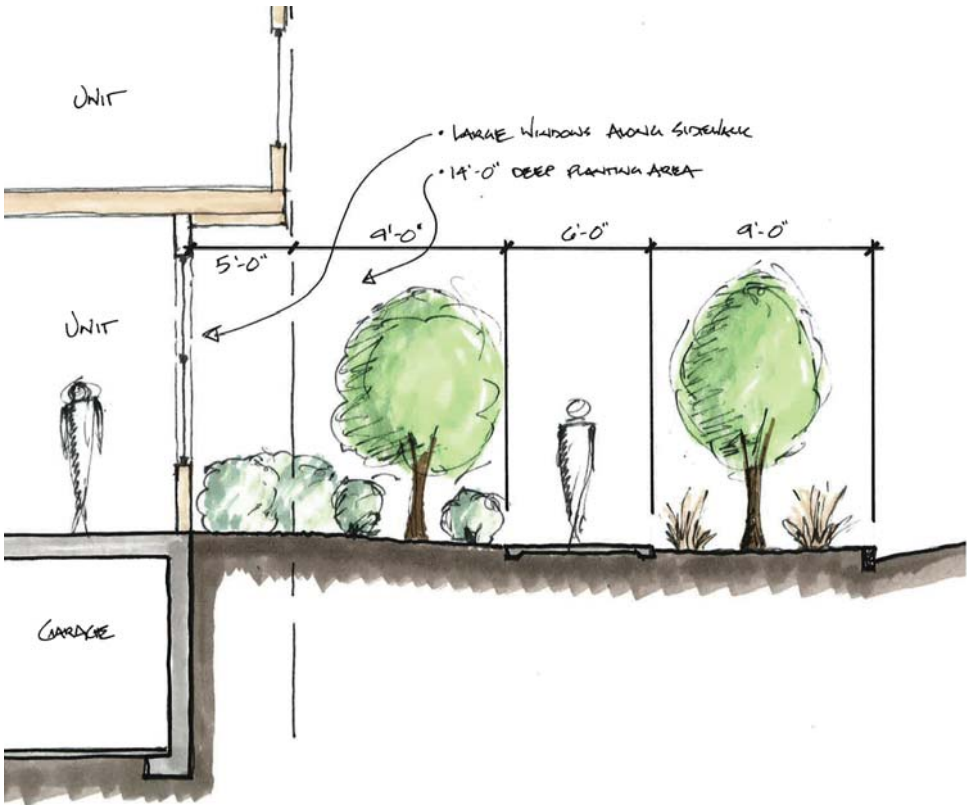 UNIT
• LARGE WINDOWS ALONG SIDEWALK
• 14'-0" DEEP PLANTING AREA
5'-0"
9'-0"
6'-0"
9'-0"
UNIT
GARAGE